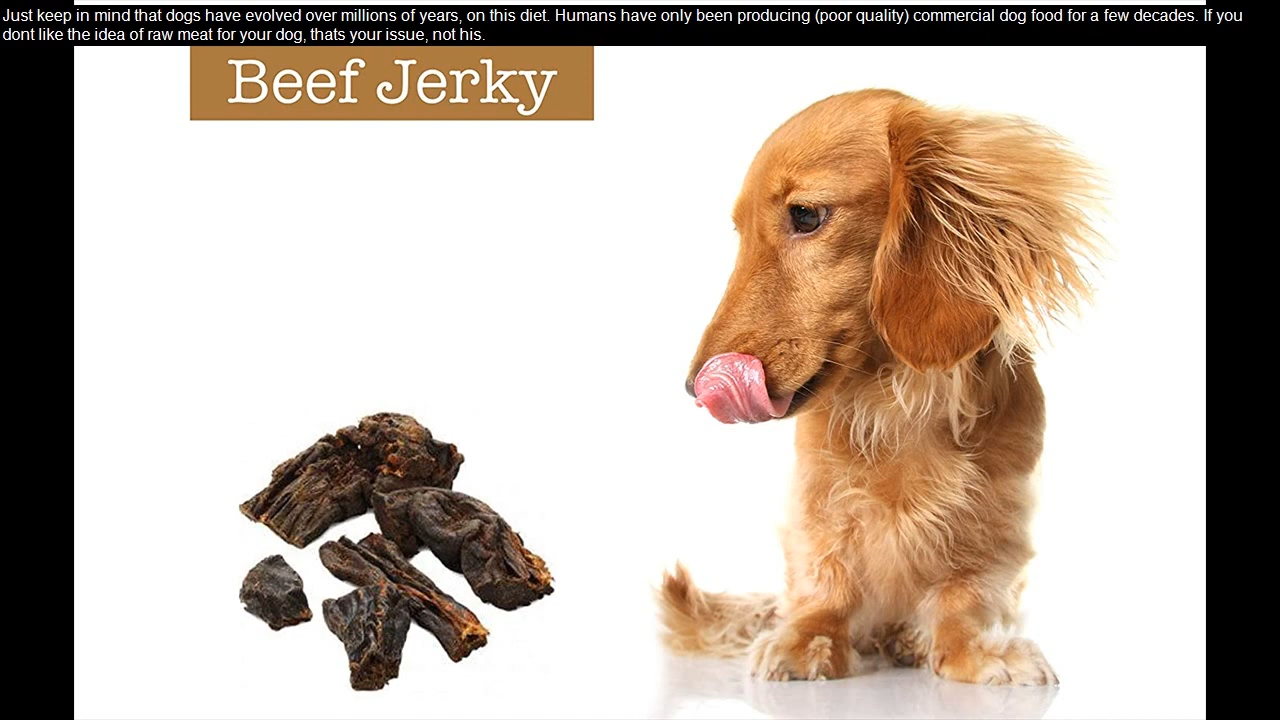 Just keep in mind that dogs have evolved over millions of years, on this diet. Humans have only been producing (poor quality) commercial dog food for a few decades. If you
dont like the idea of raw meat for your dog, thats your issue, not his.
Beef Jerky